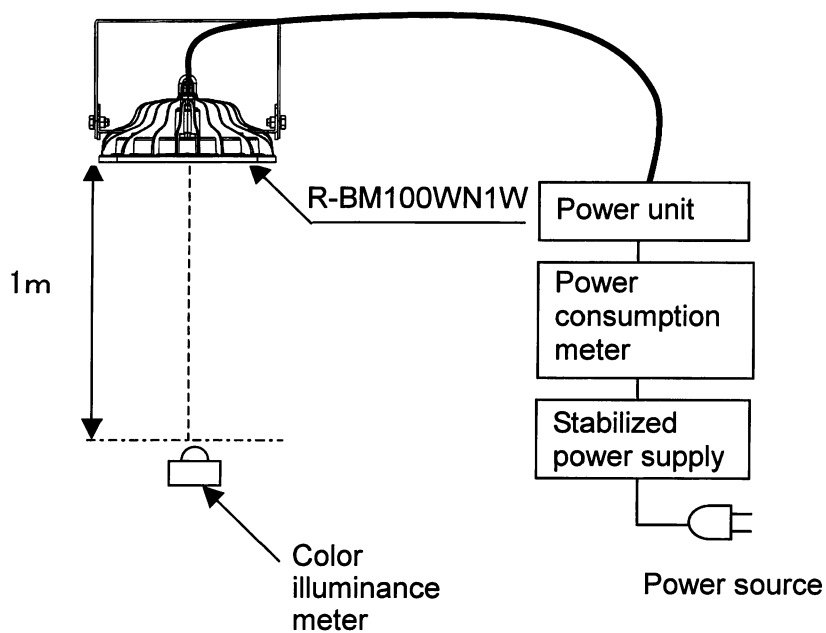 R-BM100WN1W
Power unit
1m
Power
consumption
meter
Stabilized
power supply
Color
illuminance
meter
Power source